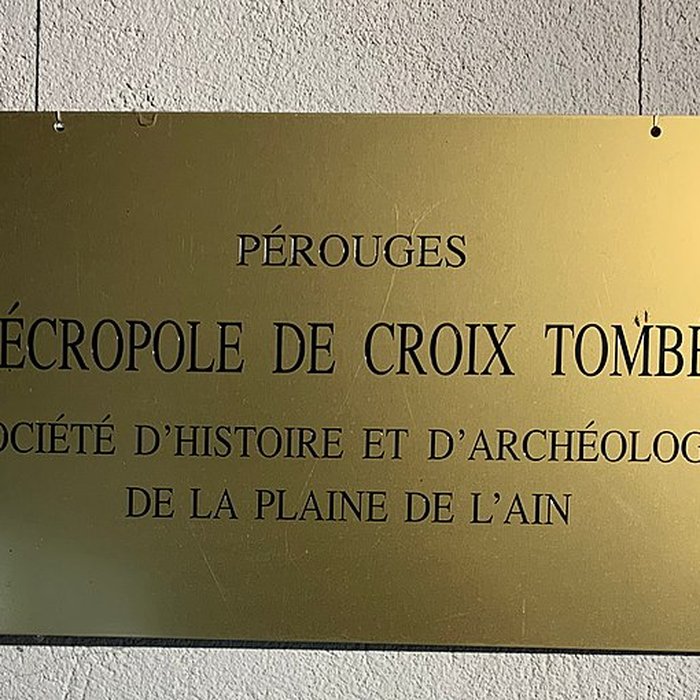 PÉROUGES
ÉCROPOLE DE CROIX TOMBE
OCIÉTÉ D'HISTOIRE ET D'ARCHÉOLOG
DE LA PLAINE DE L'AIN